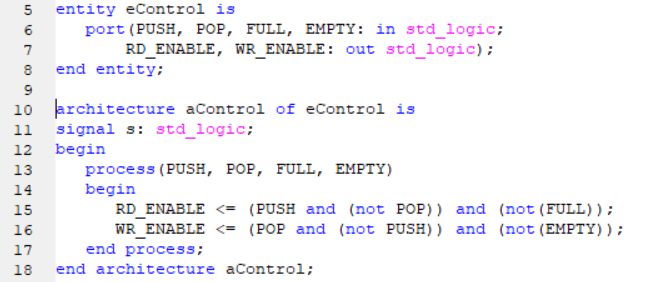 5 entity eControl is
6 port(PUSH, POP, FULL, EMPTY: in std_logic;
7 RD_ENABLE, WR_ENABLE: out std_logic);
8 end entity;
9
10 architecture aControl of eControl is
11 signal s: std_logic;
12 begin
13 process(PUSH, POP, FULL, EMPTY)
14 begin
15 RD_ENABLE <= (PUSH and (not POP)) and (not(FULL));
16 WR_ENABLE <= (POP and (not PUSH)) and (not(EMPTY));
17 end process;
18 end architecture aControl;